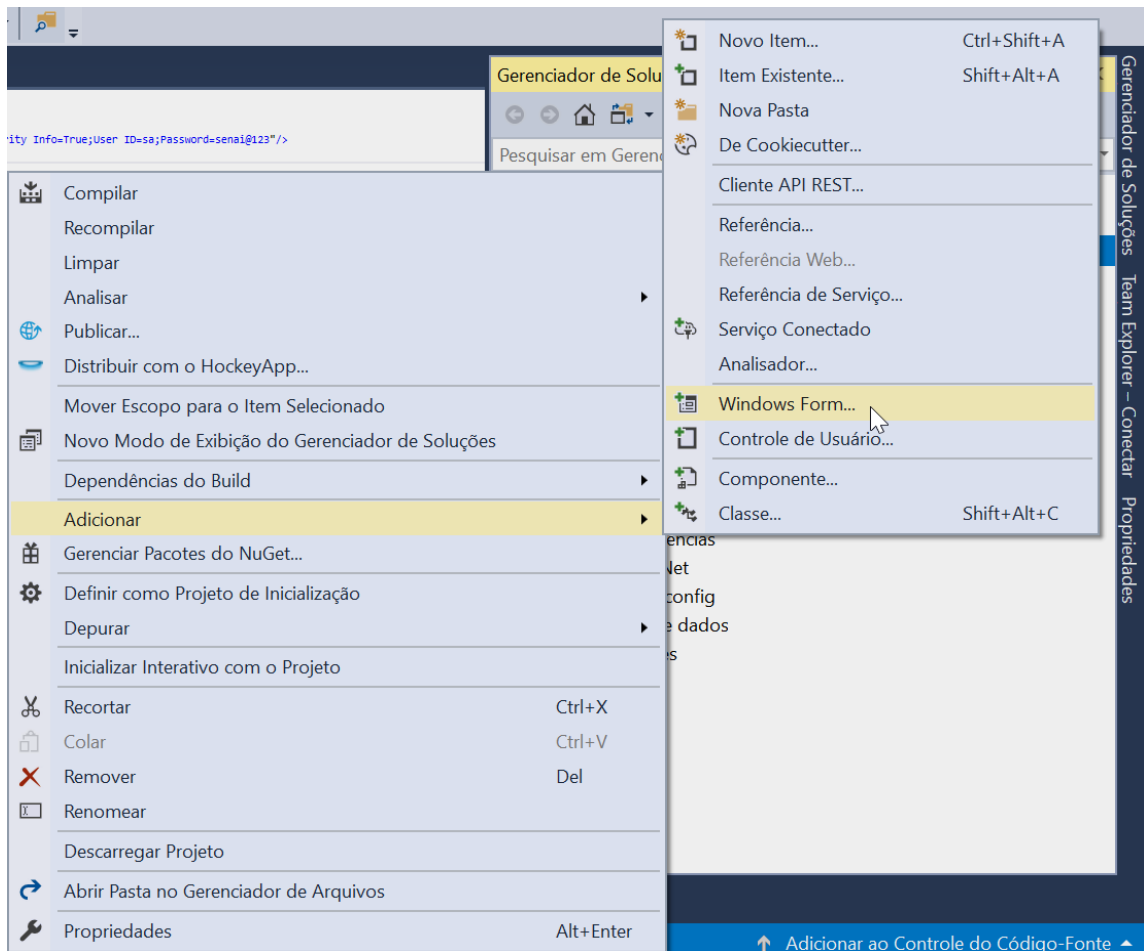 Gerenciador de Solu
rity Info=True;User ID=sa;Password=senai@123"/>
Pesquisar em Geren
Compilar
Recompilar
Limpar
Analisar
Publicar...
Distribuir com o HockeyApp...
Mover Escopo para o Item Selecionado
Novo Modo de Exibição do Gerenciador de Soluções
Dependências do Build
Adicionar
Gerenciar Pacotes do NuGet...
Definir como Projeto de Inicialização
Depurar
Inicializar Interativo com o Projeto
Recortar Ctrl+X
Colar Ctrl+V
Remover Del
Renomear
Descarregar Projeto
Abrir Pasta no Gerenciador de Arquivos
Propriedades Alt+Enter
Novo Item... Ctrl+Shift+A
Item Existente... Shift+Alt+A
Nova Pasta
De Cookiecutter...
Cliente API REST...
Referência...
Referência Web...
Referência de Serviço...
Serviço Conectado
Analisador...
Windows Form...
Controle de Usuário...
Componente...
Classe... Shift+Alt+C
ências
Net
config
e dados
es
Gerenciador de Soluções
Team Explorer – Conectar
Propriedades
Adicionar ao Controle do Código-Fonte